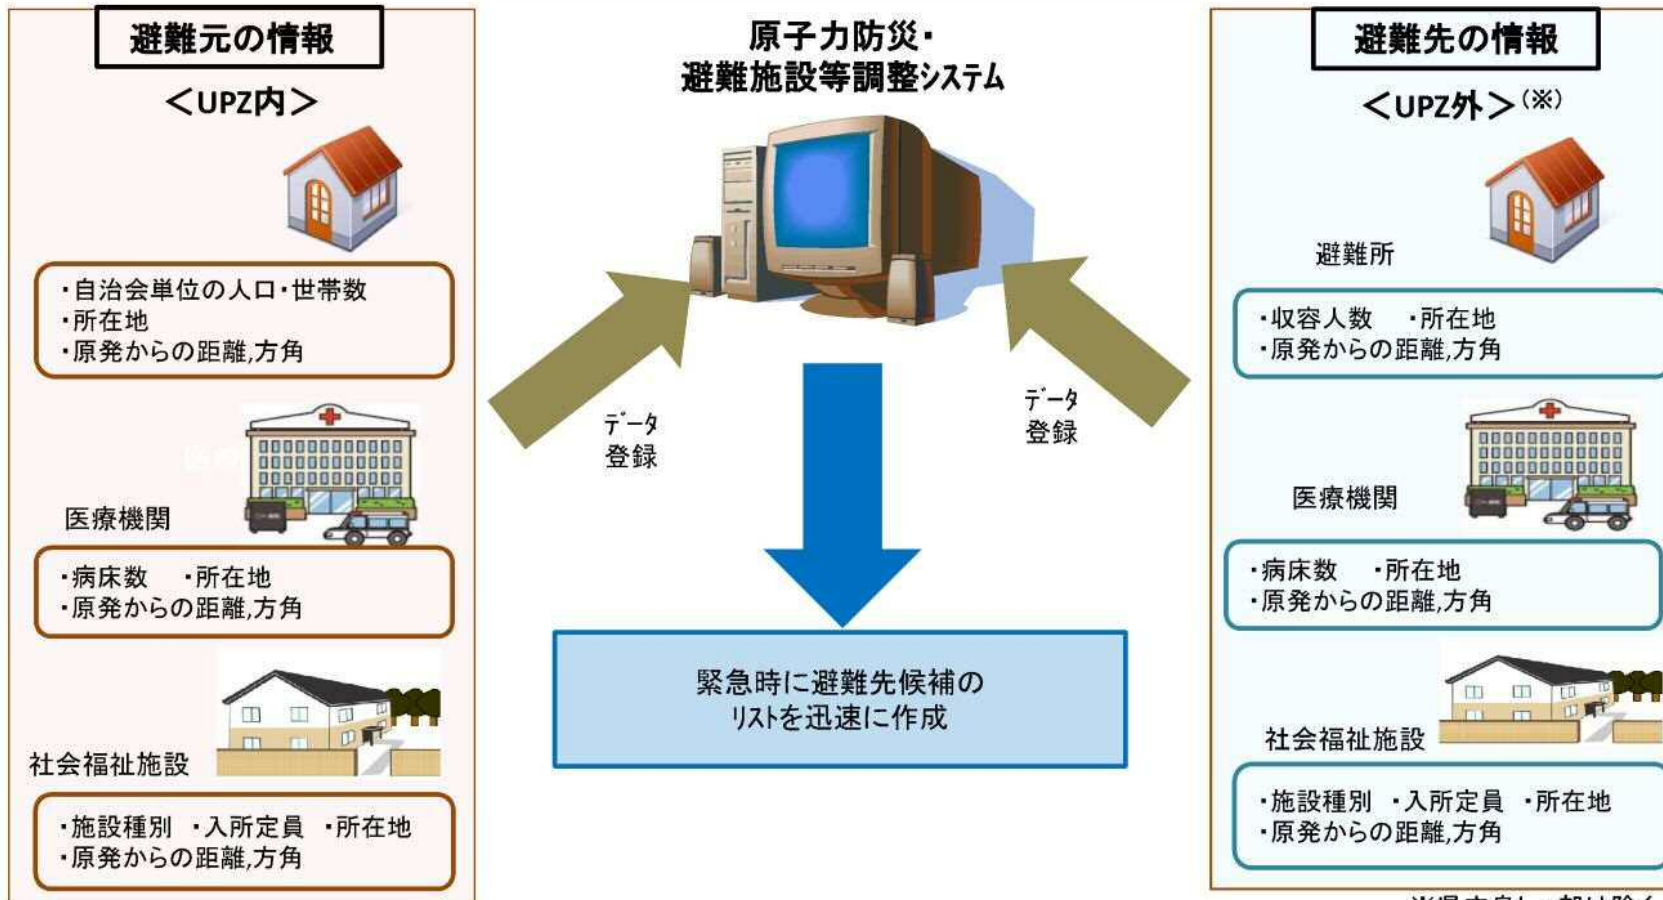 避難元の情報
＜UPZ内＞
・自治会単位の人口・世帯数
・所在地
・原発からの距離,方角
医療機関
・病床数　・所在地
・原発からの距離,方角
社会福祉施設
・施設種別　・入所定員　・所在地
・原発からの距離,方角
原子力防災・
避難施設等調整システム
データ
登録
データ
登録
緊急時に避難先候補の
リストを迅速に作成
避難先の情報
＜UPZ外＞(※)
避難所
・収容人数　・所在地
・原発からの距離,方角
医療機関
・病床数　・所在地
・原発からの距離,方角
社会福祉施設
・施設種別　・入所定員　・所在地
・原発からの距離,方角